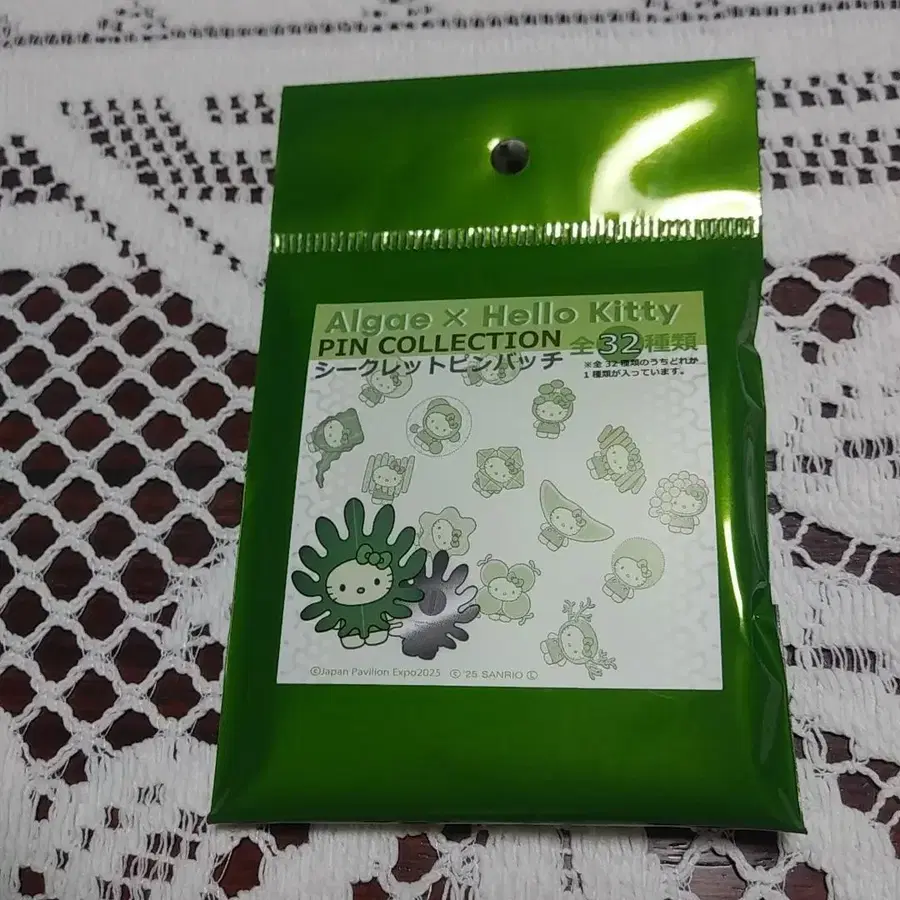 Algae × Hello Kitty
PIN COLLECTION 全32種類
シークレットピンバッチ
※全32種類のうちどれか
1種類が入っています。
©Japan Pavilion Expo2025 © '25 SANRIO Ⓛ